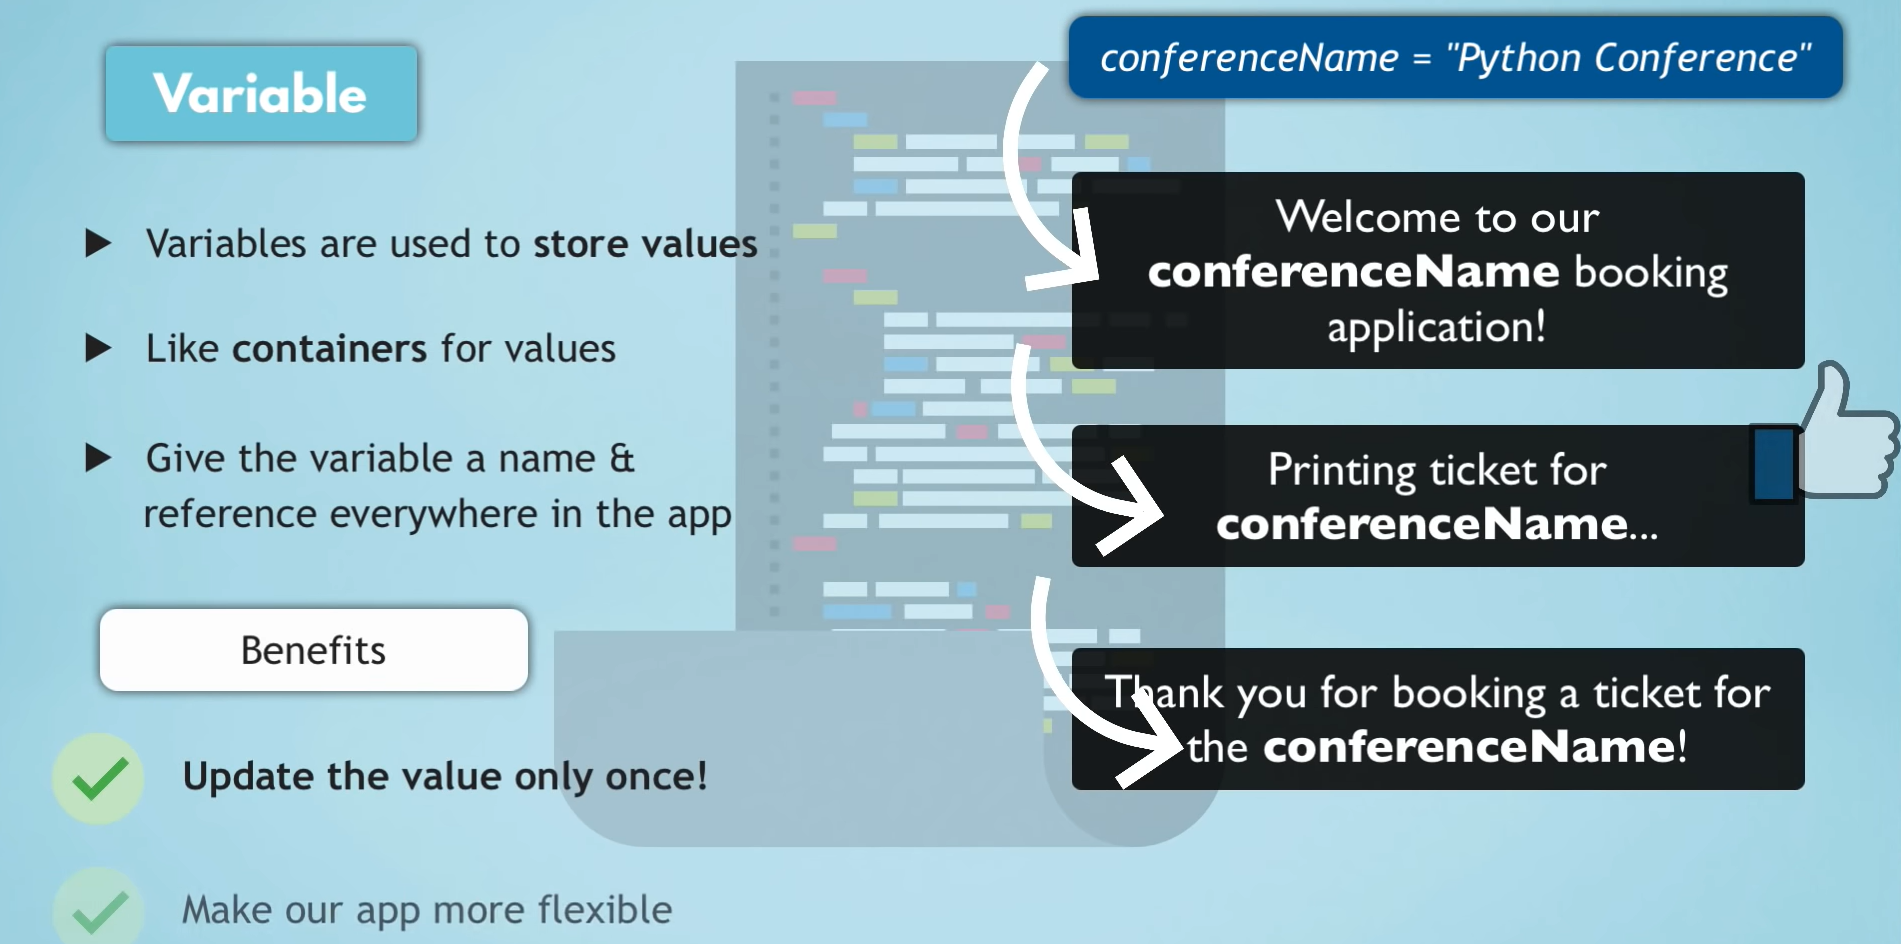 Variable
Variables are used to store values
Like containers for values
Give the variable a name &
reference everywhere in the app
Benefits
Update the value only once!
Make our app more flexible
conferenceName = "Python Conference"
Welcome to our
conferenceName booking
application!
Printing ticket for
conferenceName...
Thank you for booking a ticket for
the conferenceName!